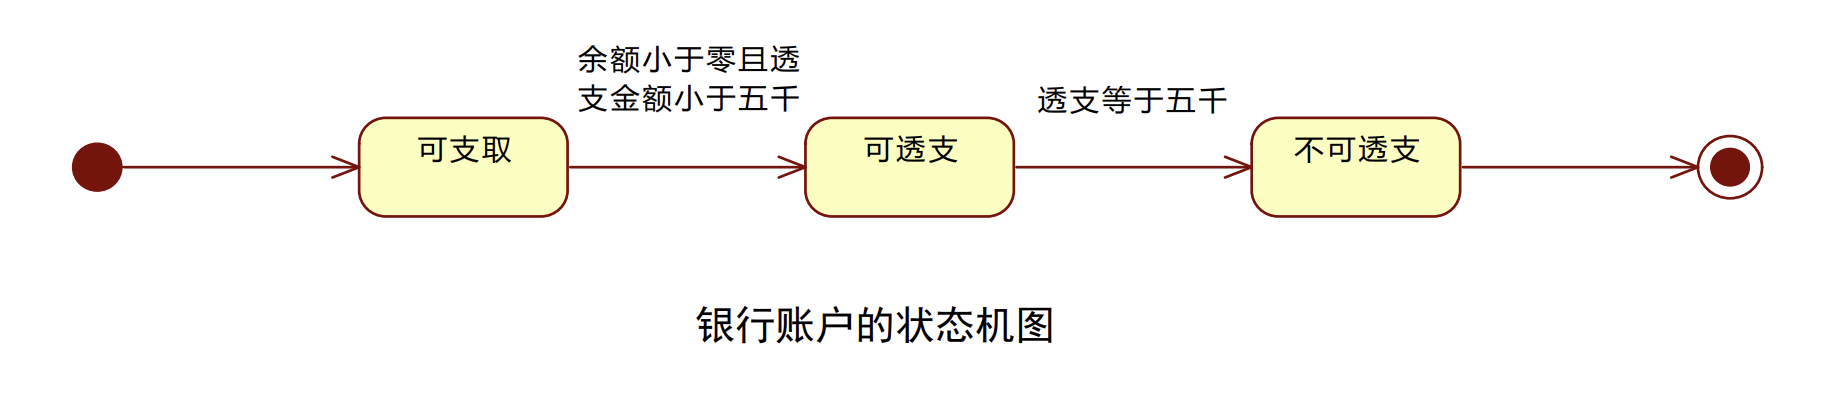 余额小于零且透
支金额小于五千
透支等于五千
可支取
可透支
不可透支
银行账户的状态机图